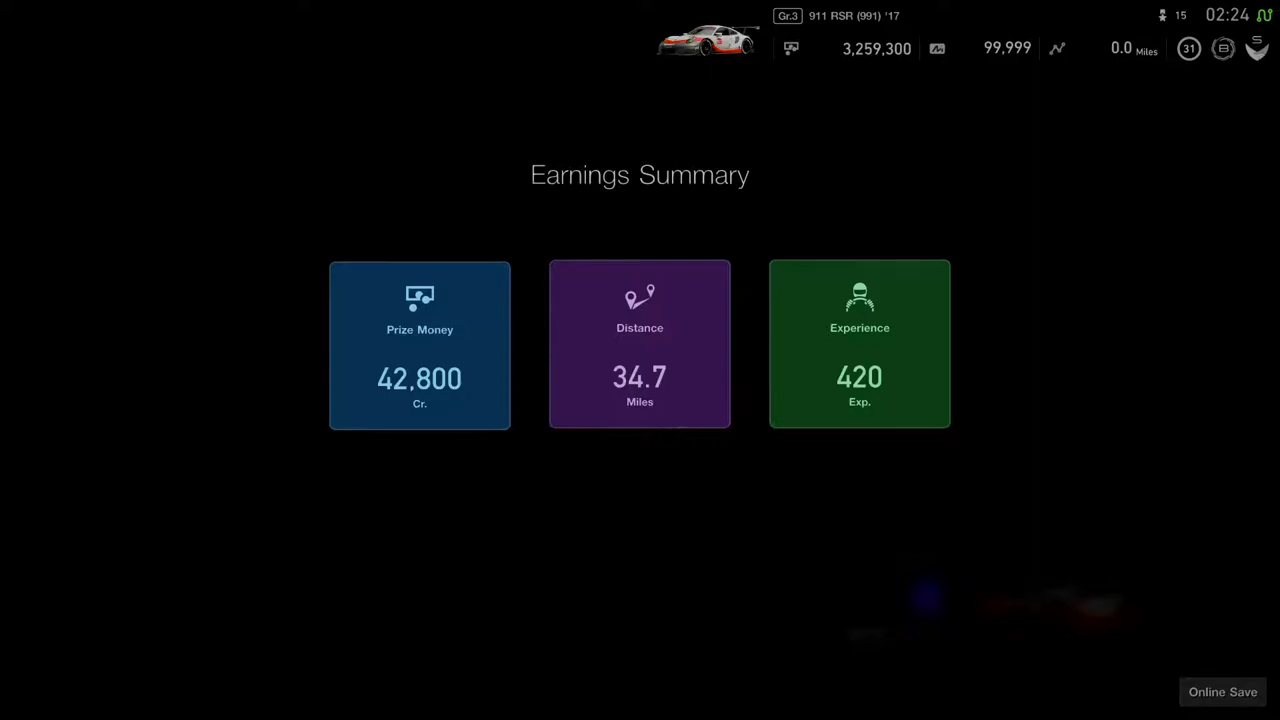 Gr.3 911 RSR (991) '17
15 02:24
3,259,300 99,999 0.0 Miles 31 B S
Earnings Summary
Prize Money
42,800
Cr.
Distance
34.7
Miles
Experience
420
Exp.
Online Save